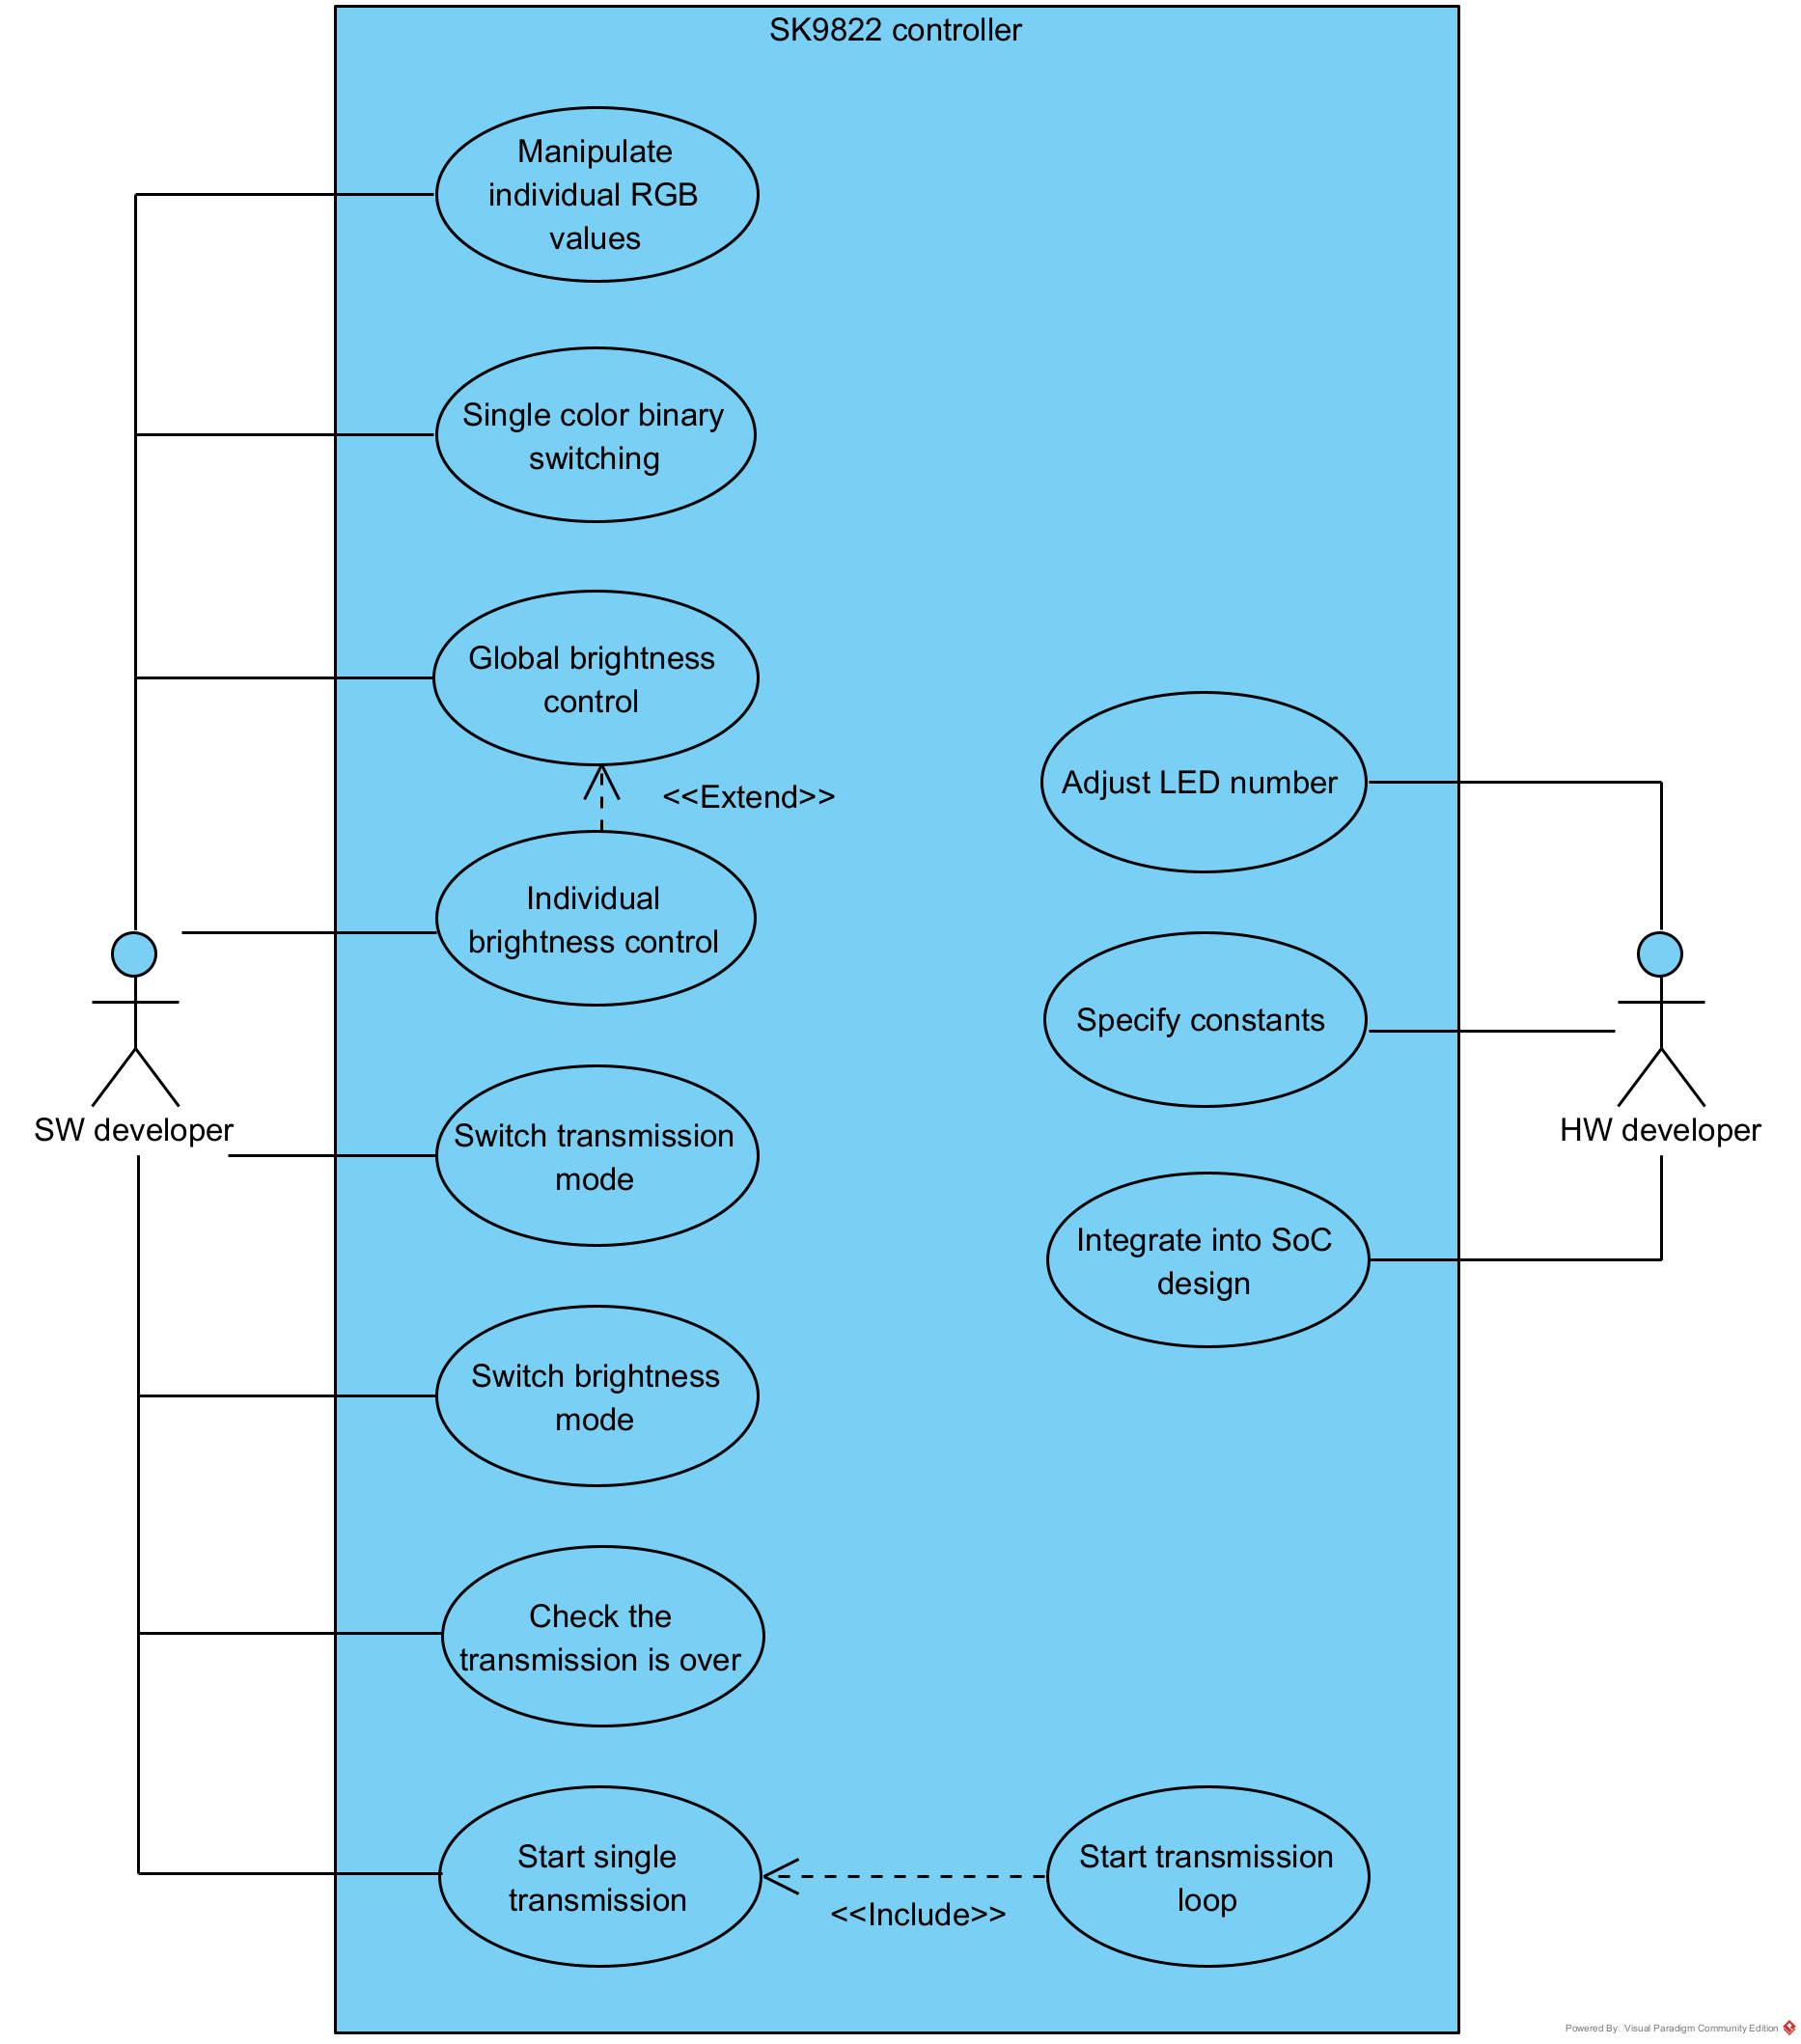 SK9822 controller
Manipulate
individual RGB
values
Single color binary
switching
Global brightness
control
<<Extend>>
Individual
brightness control
Switch transmission
mode
Switch brightness
mode
Check the
transmission is over
Start single
transmission
<<Include>>
Start transmission
loop
Adjust LED number
Specify constants
Integrate into SoC
design
SW developer
HW developer
Powered By Visual Paradigm Community Edition